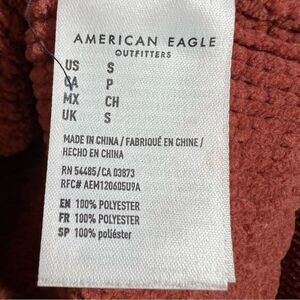 AMERICAN EAGLE
OUTFITTERS
US S
CA P
MX CH
UK S
MADE IN CHINA / FABRIQUÉ EN CHINE /
HECHO EN CHINA
RN 54485/CA 03873
RFC# AEM120605U9A
EN 100% POLYESTER
FR 100% POLYESTER
SP 100% poliéster